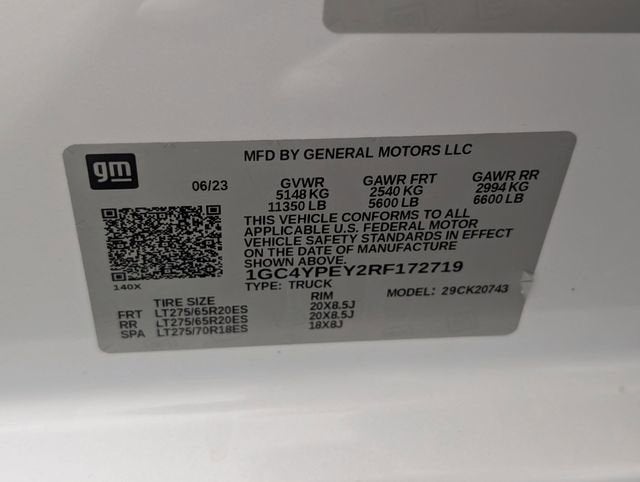 gm
MFD BY GENERAL MOTORS LLC
06/23 GVWR GAWR FRT GAWR RR
5148 KG 2540 KG 2994 KG
11350 LB 5600 LB 6600 LB
THIS VEHICLE CONFORMS TO ALL
APPLICABLE U.S. FEDERAL MOTOR
VEHICLE SAFETY STANDARDS IN EFFECT
ON THE DATE OF MANUFACTURE
SHOWN ABOVE.
1GC4YPEY2RF172719
140X TYPE: TRUCK MODEL: 29CK20743
TIRE SIZE RIM
FRT LT275/65R20ES 20X8.5J
RR LT275/65R20ES 20X8.5J
SPA LT275/70R18ES 18X8J